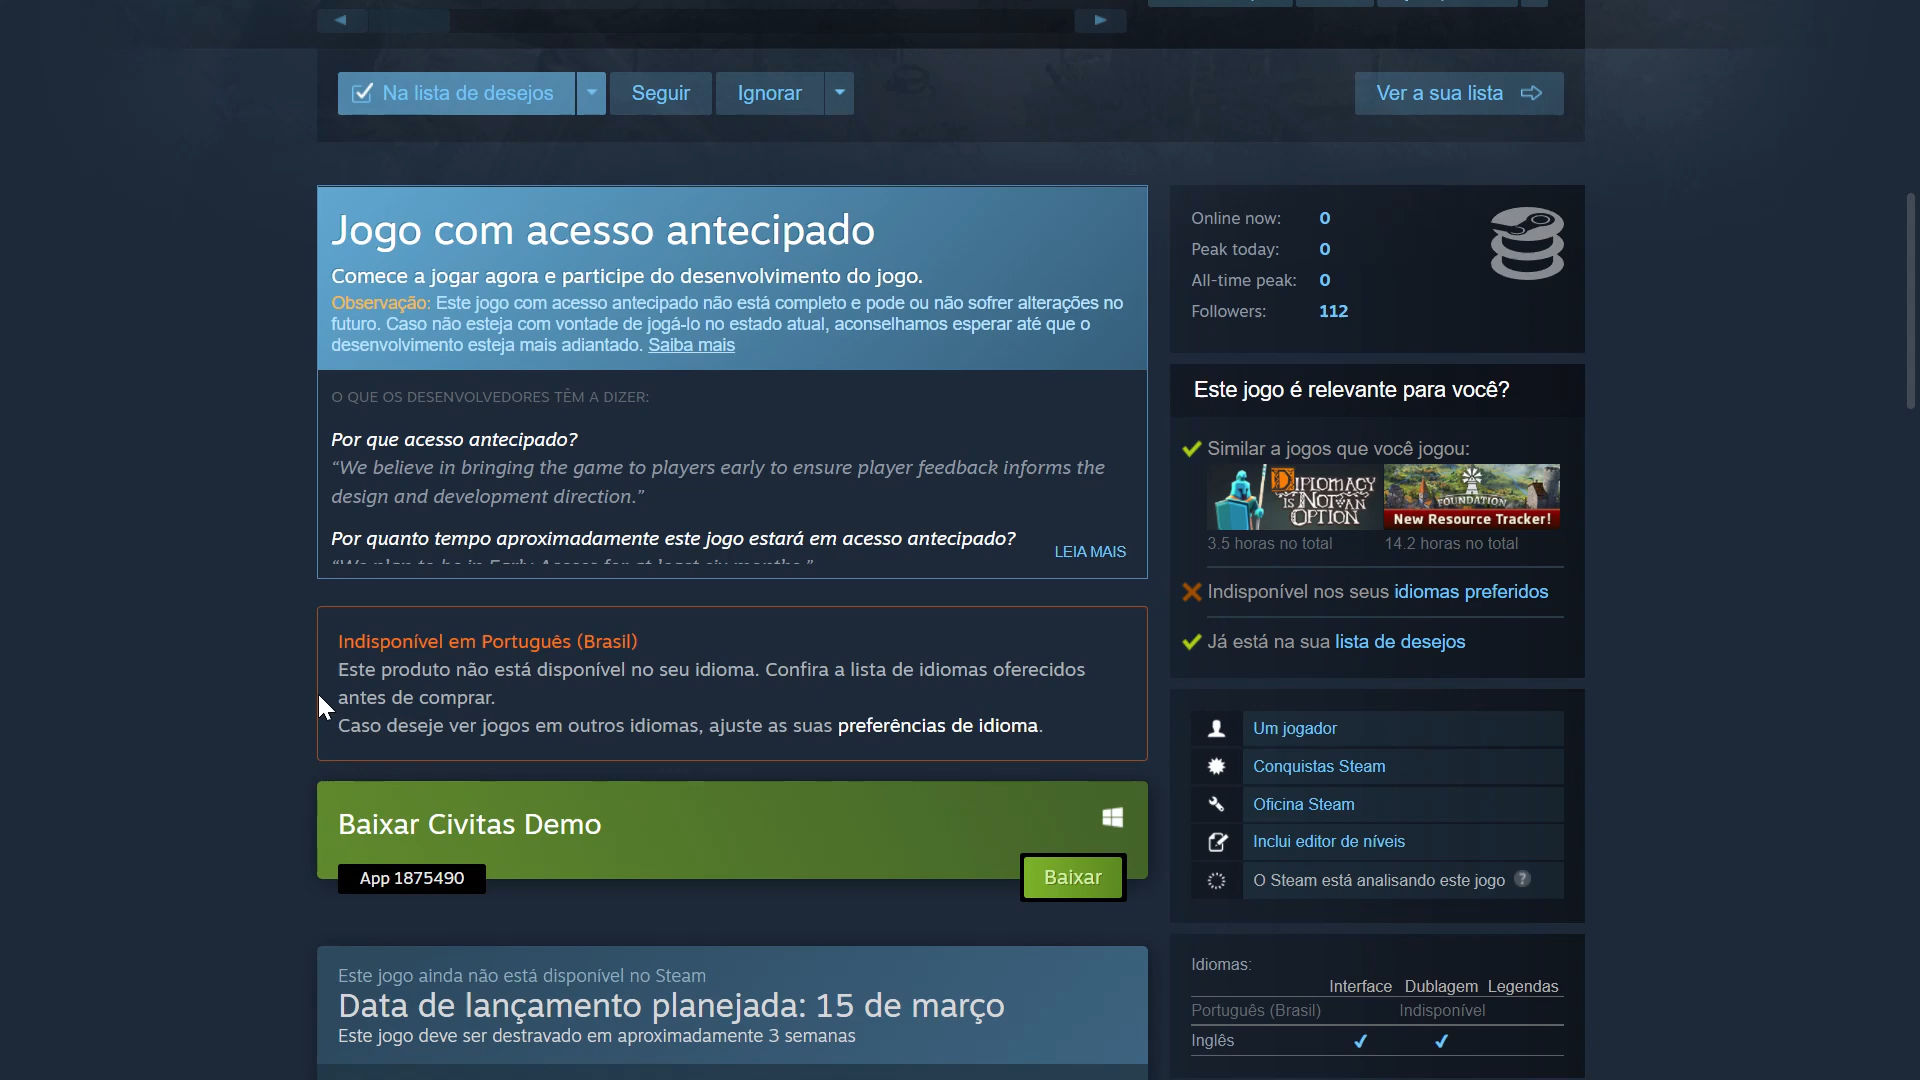 Na lista de desejos
Seguir
Ignorar
Ver a sua lista
Jogo com acesso antecipado
Comece a jogar agora e participe do desenvolvimento do jogo.
Observação: Este jogo com acesso antecipado não está completo e pode ou não sofrer alterações no
futuro. Caso não esteja com vontade de jogá-lo no estado atual, aconselhamos esperar até que o
desenvolvimento esteja mais adiantado. Saiba mais
O QUE OS DESENVOLVEDORES TÊM A DIZER:
Por que acesso antecipado?
“We believe in bringing the game to players early to ensure player feedback informs the
design and development direction.”
Por quanto tempo aproximadamente este jogo estará em acesso antecipado?
LEIA MAIS
Indisponível em Português (Brasil)
Este produto não está disponível no seu idioma. Confira a lista de idiomas oferecidos
antes de comprar.
Caso deseje ver jogos em outros idiomas, ajuste as suas preferências de idioma.
Baixar Civitas Demo
App 1875490
Baixar
Este jogo ainda não está disponível no Steam
Data de lançamento planejada: 15 de março
Este jogo deve ser destravado em aproximadamente 3 semanas
Online now: 0
Peak today: 0
All-time peak: 0
Followers: 112
Este jogo é relevante para você?
Similar a jogos que você jogou:
DIPLOMACY
IS NOT AN
OPTION
FOUNDATION
New Resource Tracker!
3.5 horas no total
14.2 horas no total
Indisponível nos seus idiomas preferidos
Já está na sua lista de desejos
Um jogador
Conquistas Steam
Oficina Steam
Inclui editor de níveis
O Steam está analisando este jogo ?
Idiomas:
Interface Dublagem Legendas
Português (Brasil) Indisponível
Inglês ✓ ✓